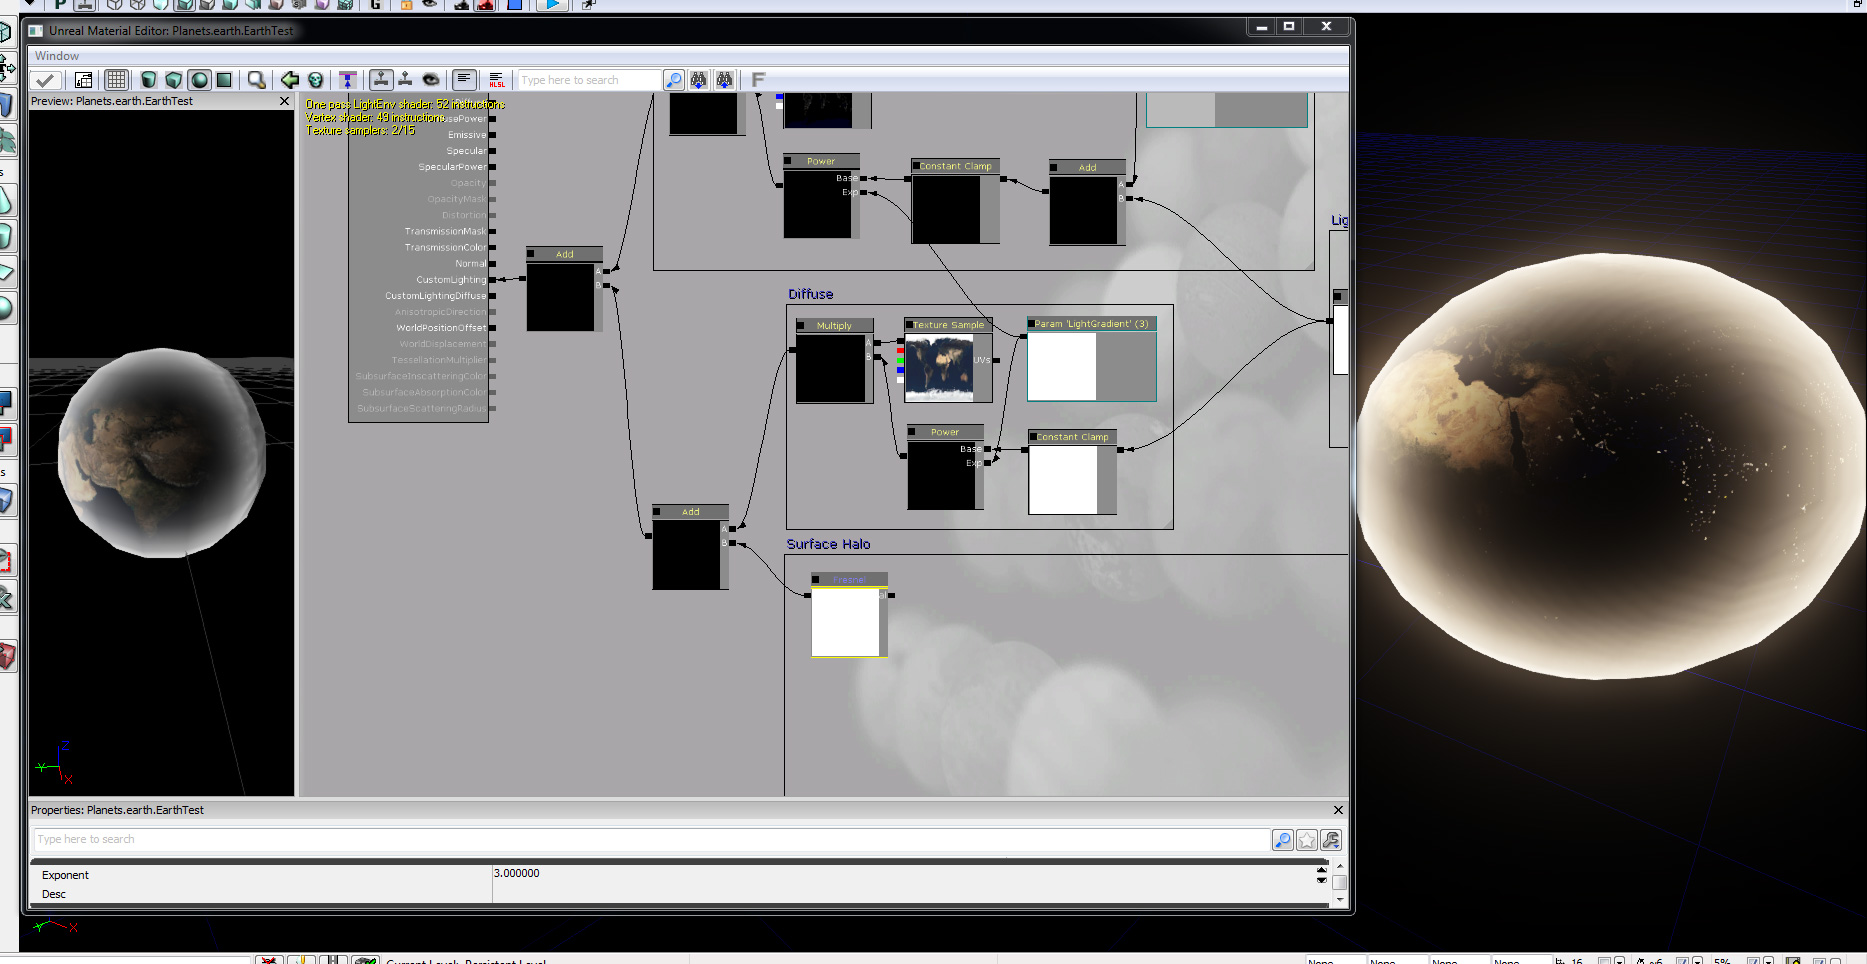 P
G
Unreal Material Editor: Planets.earth.EarthTest
Window
HLSL
Type here to search
F
Preview: Planets.earth.EarthTest
One pass LightEnv shader: 52 instructions
Vertex shader: 49 instructions
Texture samplers: 2/15
Emissive
Specular
SpecularPower
Opacity
OpacityMask
Distortion
TransmissionMask
TransmissionColor
Normal
CustomLighting
CustomLightingDiffuse
AnisotropicDirection
WorldPositionOffset
WorldDisplacement
TessellationMultiplier
SubsurfaceInscatteringColor
SubsurfaceAbsorptionColor
SubsurfaceScatteringRadius
Add
A
B
Power
Base
Exp
Constant Clamp
Add
A
B
Diffuse
Multiply
A
B
Texture Sample
UVs
Param 'LightGradient' (3)
Power
Base
Exp
Constant Clamp
Add
A
B
Surface Halo
Fresnel
Z
Y
X
Properties: Planets.earth.EarthTest
Type here to search
Exponent
3.000000
Desc
Y
X
Current Level: Persistent Level
None
None
None
None
16
5%